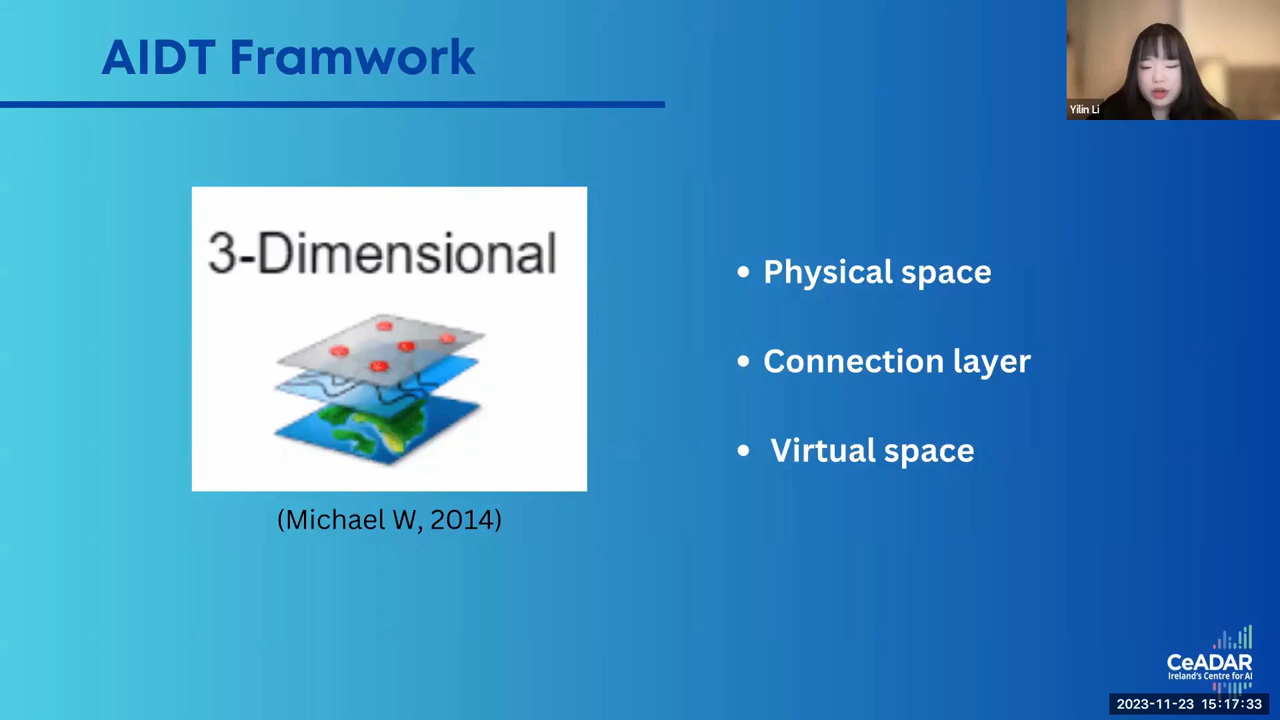 AIDT Framwork
Yilin Li
3-Dimensional
(Michael W, 2014)
• Physical space
• Connection layer
• Virtual space
CeADAR
Ireland's Centre for AI
2023-11-23 15:17:33